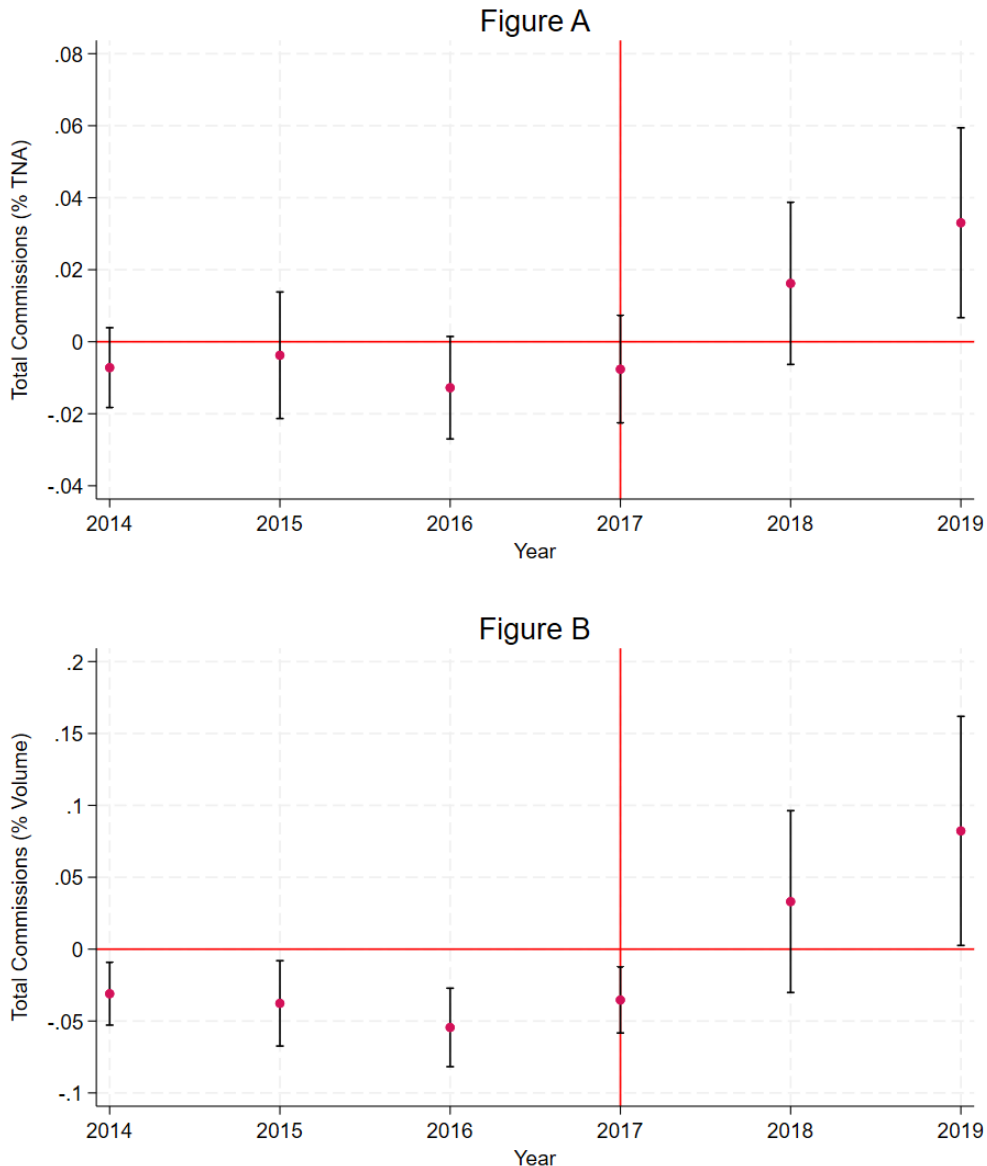 Figure A
Total Commissions (% TNA)
.08
.06
.04
.02
0
-.02
-.04
2014 2015 2016 2017 2018 2019
Year
Figure B
Total Commissions (% Volume)
.2
.15
.1
.05
0
-.05
-.1
2014 2015 2016 2017 2018 2019
Year